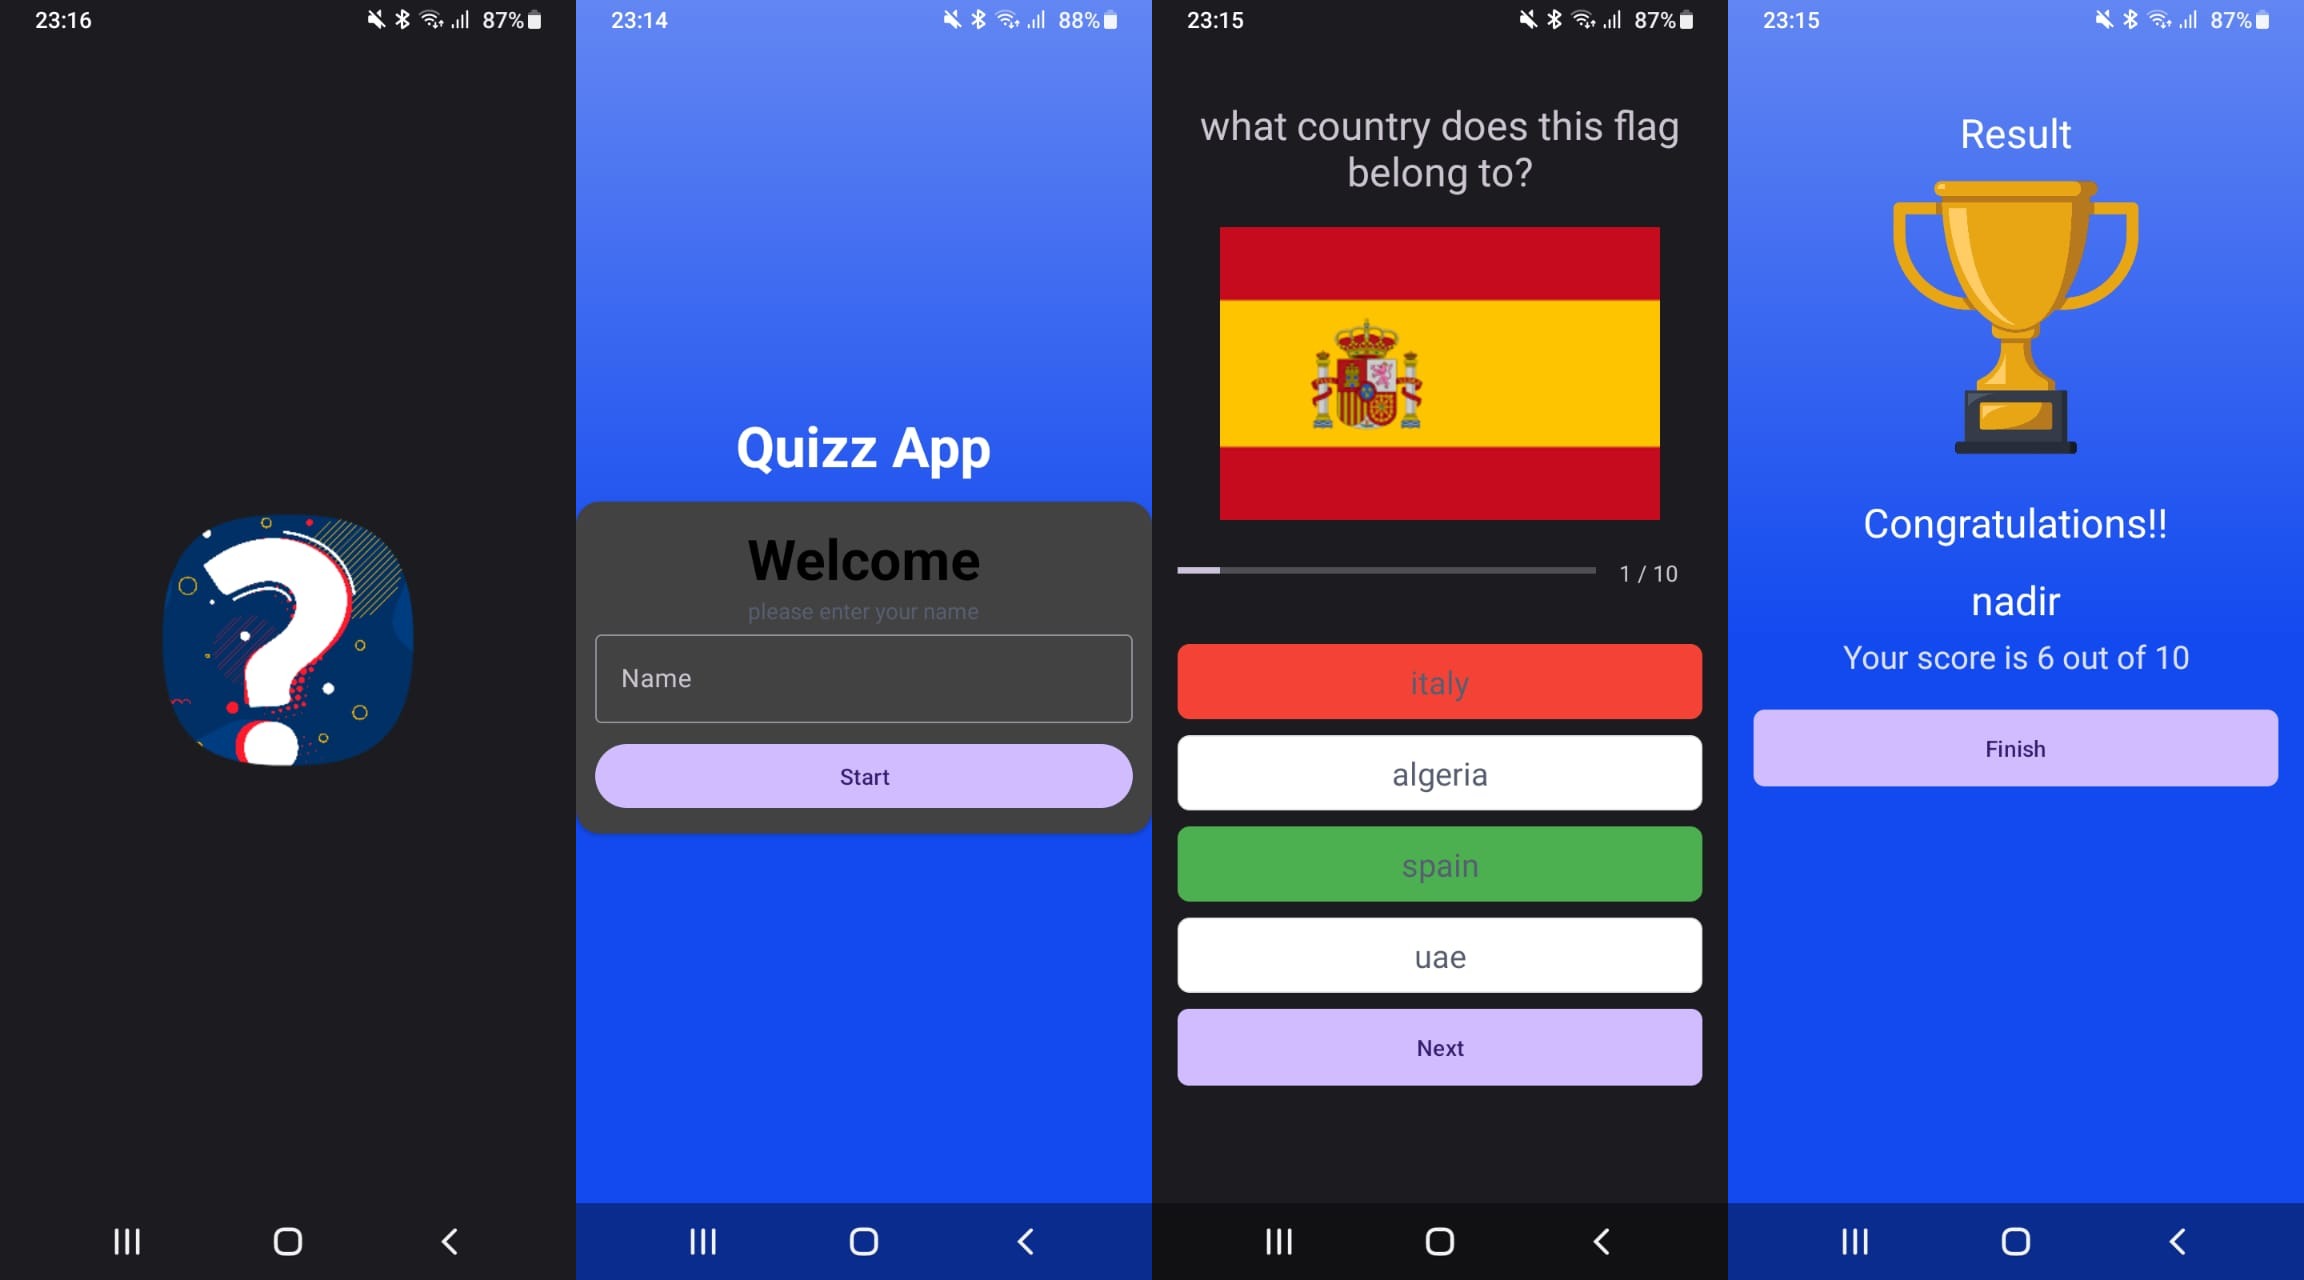 23:16
87%
23:14
88%
Quizz App
Welcome
please enter your name
Name
Start
23:15
87%
what country does this flag
belong to?
1 / 10
italy
algeria
spain
uae
Next
23:15
87%
Result
Congratulations!!
nadir
Your score is 6 out of 10
Finish